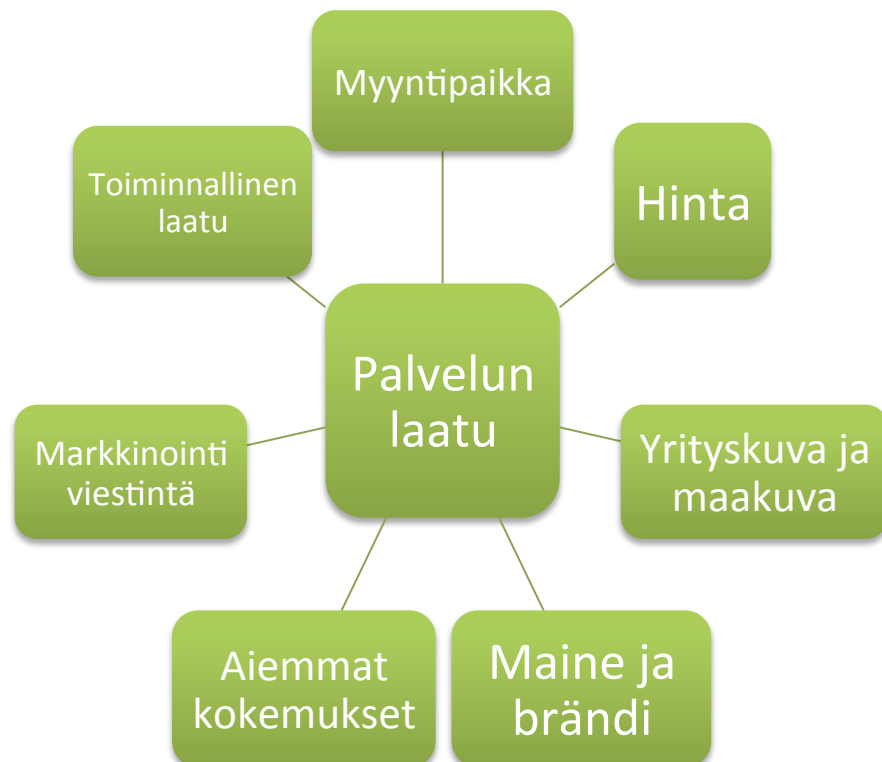 Myyntipaikka
Hinta
Toiminnallinen
laatu
Palvelun
laatu
Yrityskuva ja
maakuva
Markkinointi
viestintä
Maine ja
brändi
Aiemmat
kokemukset